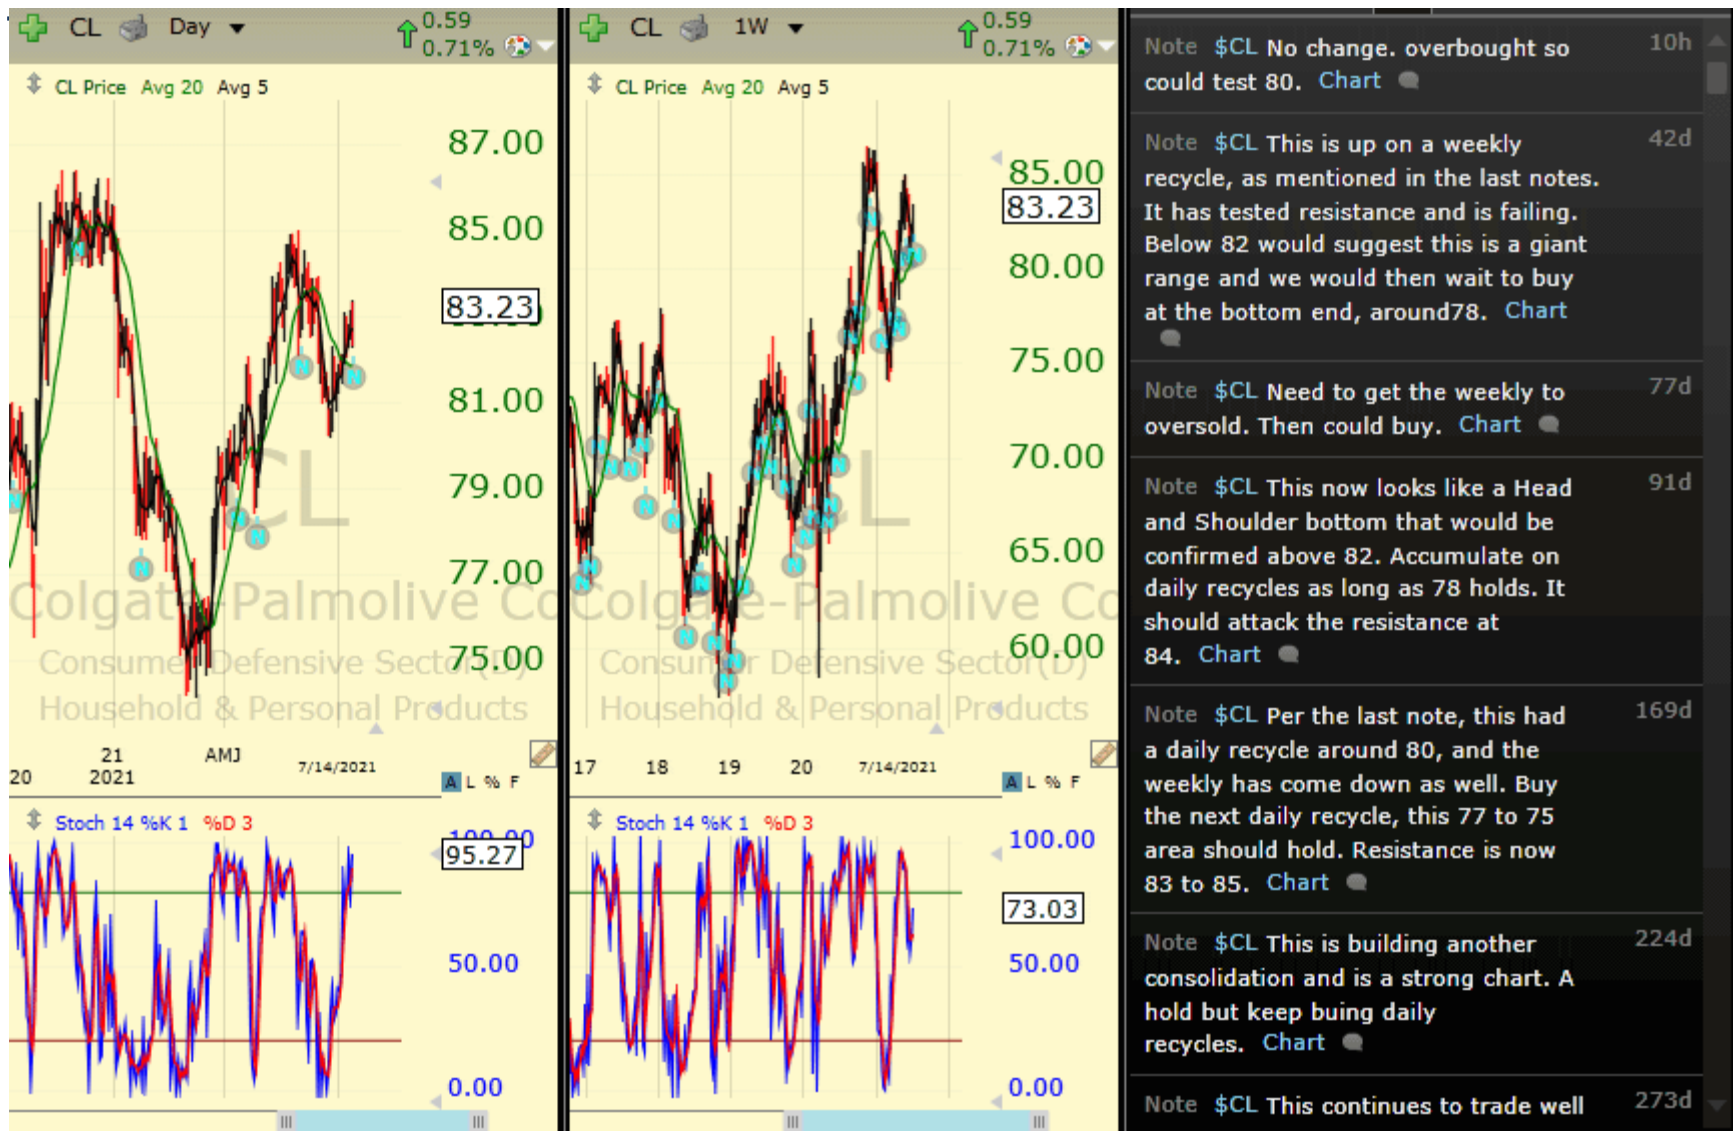 CL Day 0.59
0.71%
CL Price Avg 20 Avg 5
87.00
85.00
83.23
81.00
79.00
77.00
75.00
CL
Colgate-Palmolive Co
Consumer Defensive Sector(D)
Household & Personal Products
20 21 2021 AMJ 7/14/2021
A L % F
Stoch 14 %K 1 %D 3
100.00
95.27
50.00
0.00
CL 1W 0.59
0.71%
CL Price Avg 20 Avg 5
85.00
83.23
80.00
75.00
70.00
65.00
60.00
CL
Colgate-Palmolive Co
Consumer Defensive Sector(D)
Household & Personal Products
17 18 19 20 7/14/2021
A L % F
Stoch 14 %K 1 %D 3
100.00
73.03
50.00
0.00
Note $CL No change. overbought so 10h
could test 80. Chart
Note $CL This is up on a weekly 42d
recycle, as mentioned in the last notes.
It has tested resistance and is failing.
Below 82 would suggest this is a giant
range and we would then wait to buy
at the bottom end, around78. Chart
Note $CL Need to get the weekly to 77d
oversold. Then could buy. Chart
Note $CL This now looks like a Head 91d
and Shoulder bottom that would be
confirmed above 82. Accumulate on
daily recycles as long as 78 holds. It
should attack the resistance at
84. Chart
Note $CL Per the last note, this had 169d
a daily recycle around 80, and the
weekly has come down as well. Buy
the next daily recycle, this 77 to 75
area should hold. Resistance is now
83 to 85. Chart
Note $CL This is building another 224d
consolidation and is a strong chart. A
hold but keep buing daily
recycles. Chart
Note $CL This continues to trade well 273d